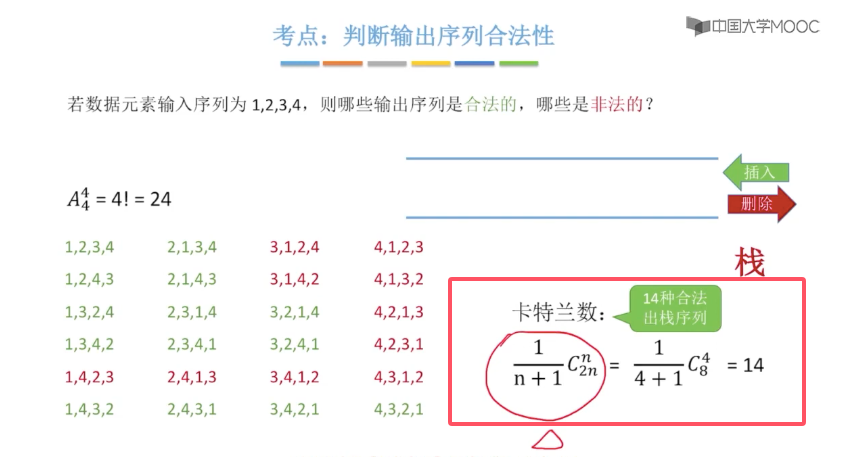 中国大学MOOC
考点：判断输出序列合法性
若数据元素输入序列为 1,2,3,4，则哪些输出序列是合法的，哪些是非法的？
插入
删除
A₄⁴ = 4! = 24
栈
1,2,3,4 2,1,3,4 3,1,2,4 4,1,2,3
1,2,4,3 2,1,4,3 3,1,4,2 4,1,3,2
1,3,2,4 2,3,1,4 3,2,1,4 4,2,1,3
1,3,4,2 2,3,4,1 3,2,4,1 4,2,3,1
1,4,2,3 2,4,1,3 3,4,1,2 4,3,1,2
1,4,3,2 2,4,3,1 3,4,2,1 4,3,2,1
14种合法
出栈序列
卡特兰数：
1/(n + 1) C₂ₙⁿ = 1/(4 + 1) C₈⁴ = 14